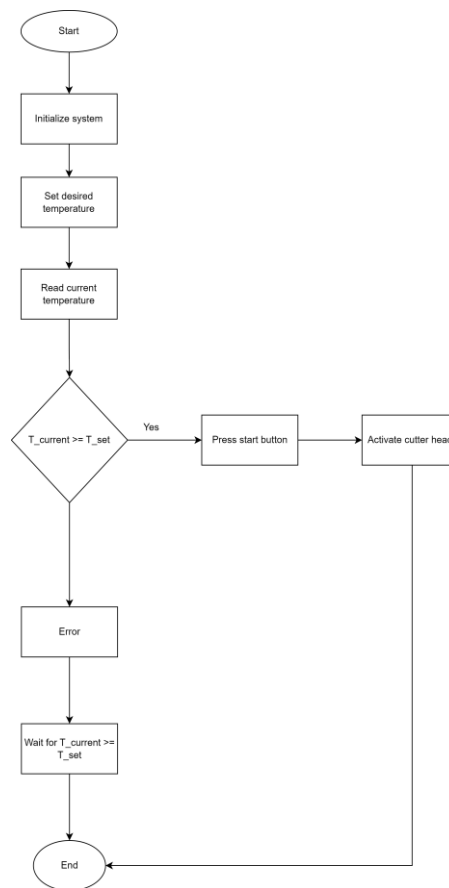 Start
Initialize system
Set desired
temperature
Read current
temperature
T_current >= T_set
Yes
Press start button
Activate cutter head
Error
Wait for T_current >=
T_set
End